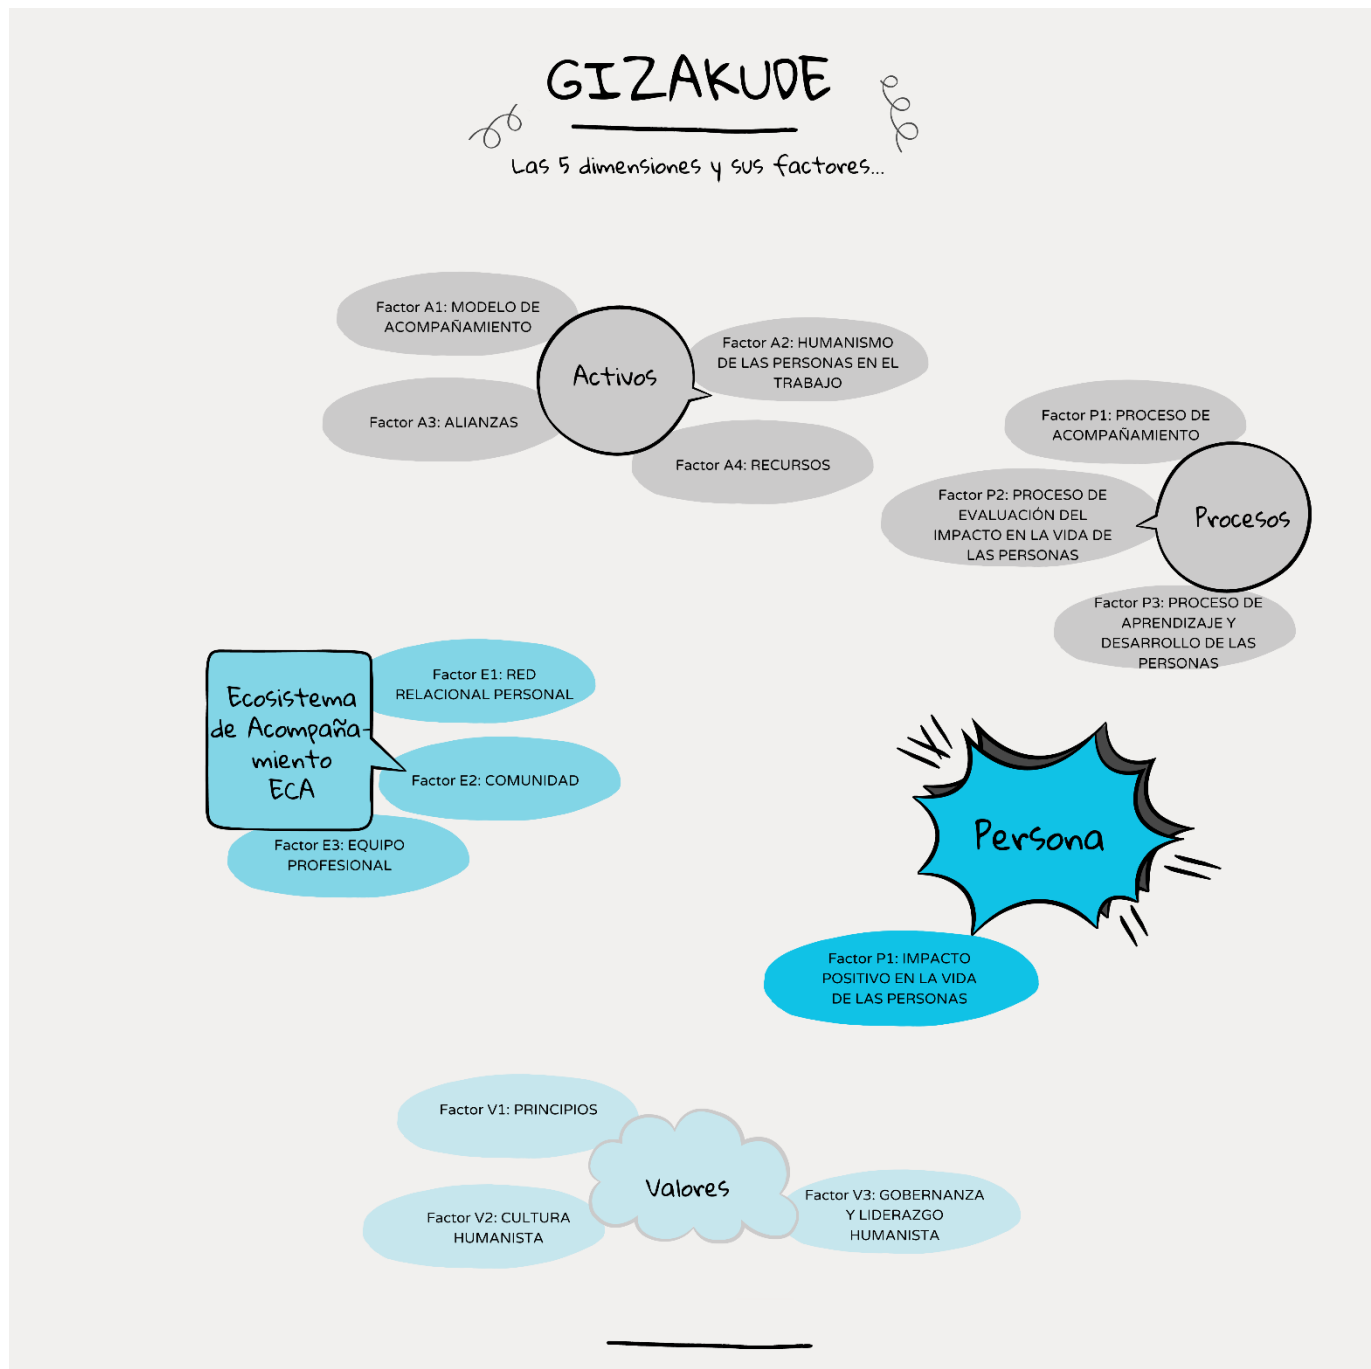 GIZAKUDE
Las 5 dimensiones y sus factores...
Factor A1: MODELO DE
ACOMPAÑAMIENTO
Activos
Factor A2: HUMANISMO
DE LAS PERSONAS EN EL
TRABAJO
Factor A3: ALIANZAS
Factor A4: RECURSOS
Factor P1: PROCESO DE
ACOMPAÑAMIENTO
Factor P2: PROCESO DE
EVALUACIÓN DEL
IMPACTO EN LA VIDA DE
LAS PERSONAS
Procesos
Factor P3: PROCESO DE
APRENDIZAJE Y
DESARROLLO DE LAS
PERSONAS
Ecosistema
de Acompaña-
miento
ECA
Factor E1: RED
RELACIONAL PERSONAL
Factor E2: COMUNIDAD
Factor E3: EQUIPO
PROFESIONAL
Persona
Factor P1: IMPACTO
POSITIVO EN LA VIDA
DE LAS PERSONAS
Factor V1: PRINCIPIOS
Valores
Factor V2: CULTURA
HUMANISTA
Factor V3: GOBERNANZA
Y LIDERAZGO
HUMANISTA